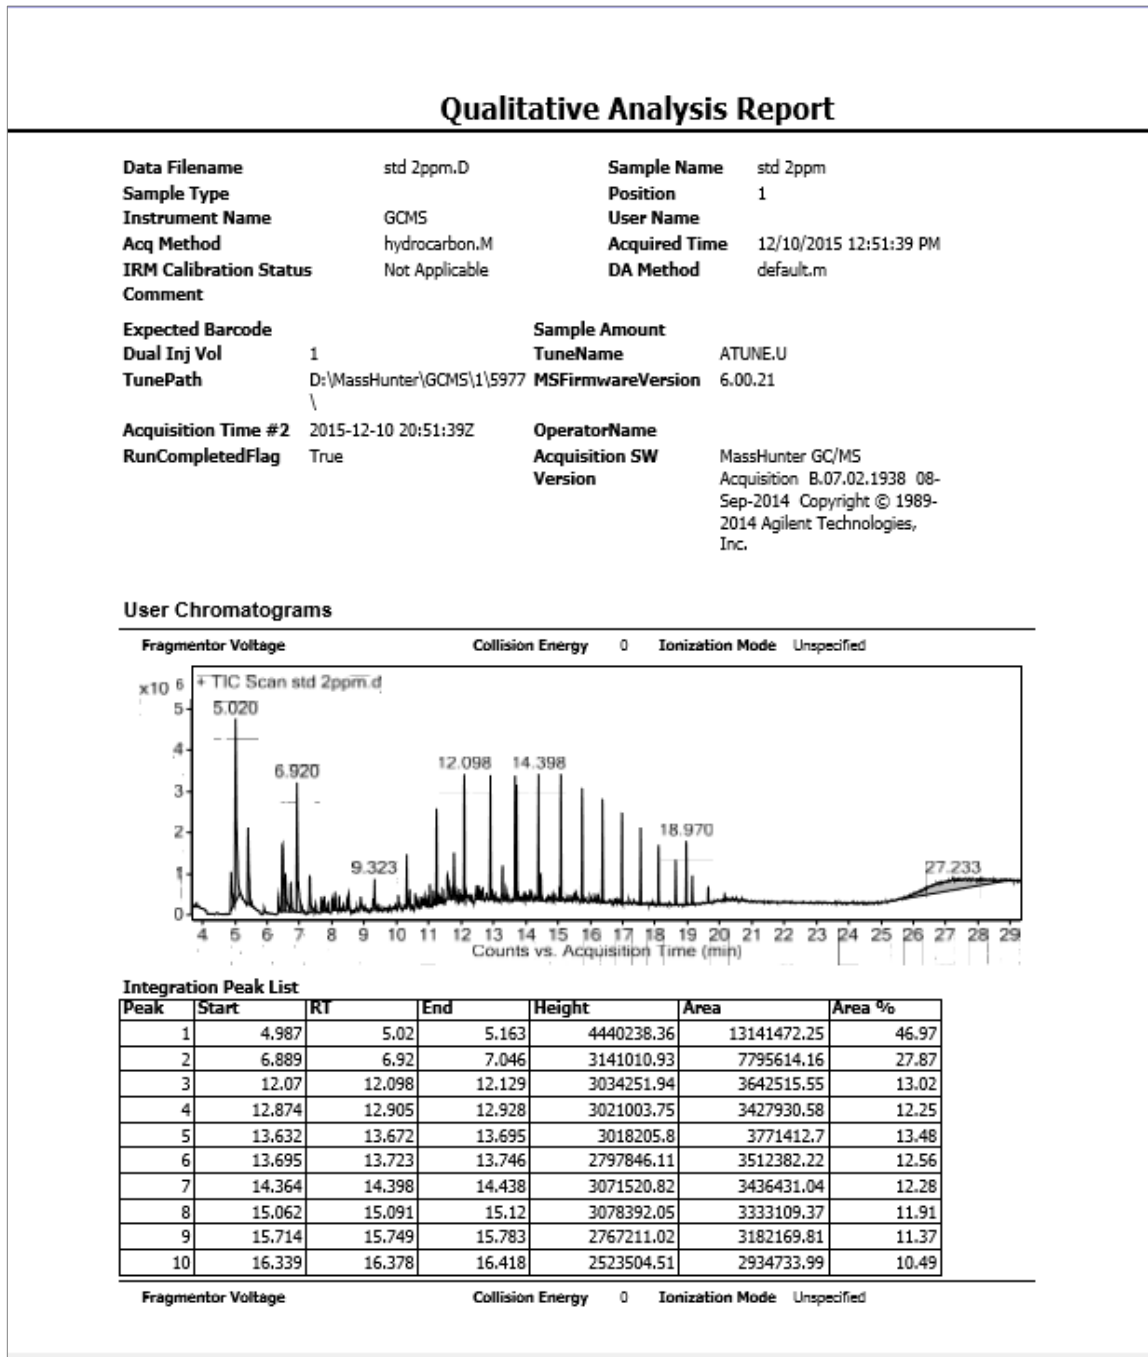 Qualitative Analysis Report
Data Filename std 2ppm.D Sample Name std 2ppm
Sample Type Position 1
Instrument Name GCMS User Name
Acq Method hydrocarbon.M Acquired Time 12/10/2015 12:51:39 PM
IRM Calibration Status Not Applicable DA Method default.m
Comment
Expected Barcode Sample Amount
Dual Inj Vol 1 TuneName ATUNE.U
TunePath D:\MassHunter\GCMS\1\5977 MSFirmwareVersion 6.00.21
\
Acquisition Time #2 2015-12-10 20:51:39Z OperatorName
RunCompletedFlag True Acquisition SW MassHunter GC/MS
Version Acquisition B.07.02.1938 08-
Sep-2014 Copyright © 1989-
2014 Agilent Technologies,
Inc.
User Chromatograms
Fragmentor Voltage Collision Energy 0 Ionization Mode Unspecified
x10 6 + TIC Scan std 2ppm.d
5 5.020
4
12.098 14.398
6.920
3
2
18.970
9.323 27.233
1
0
4 5 6 7 8 9 10 11 12 13 14 15 16 17 18 19 20 21 22 23 24 25 26 27 28 29
Counts vs. Acquisition Time (min)
Integration Peak List
Peak Start RT End Height Area Area %
1 4.987 5.02 5.163 4440238.36 13141472.25 46.97
2 6.889 6.92 7.046 3141010.93 7795614.16 27.87
3 12.07 12.098 12.129 3034251.94 3642515.55 13.02
4 12.874 12.905 12.928 3021003.75 3427930.58 12.25
5 13.632 13.672 13.695 3018205.8 3771412.7 13.48
6 13.695 13.723 13.746 2797846.11 3512382.22 12.56
7 14.364 14.398 14.438 3071520.82 3436431.04 12.28
8 15.062 15.091 15.12 3078392.05 3333109.37 11.91
9 15.714 15.749 15.783 2767211.02 3182169.81 11.37
10 16.339 16.378 16.418 2523504.51 2934733.99 10.49
Fragmentor Voltage Collision Energy 0 Ionization Mode Unspecified